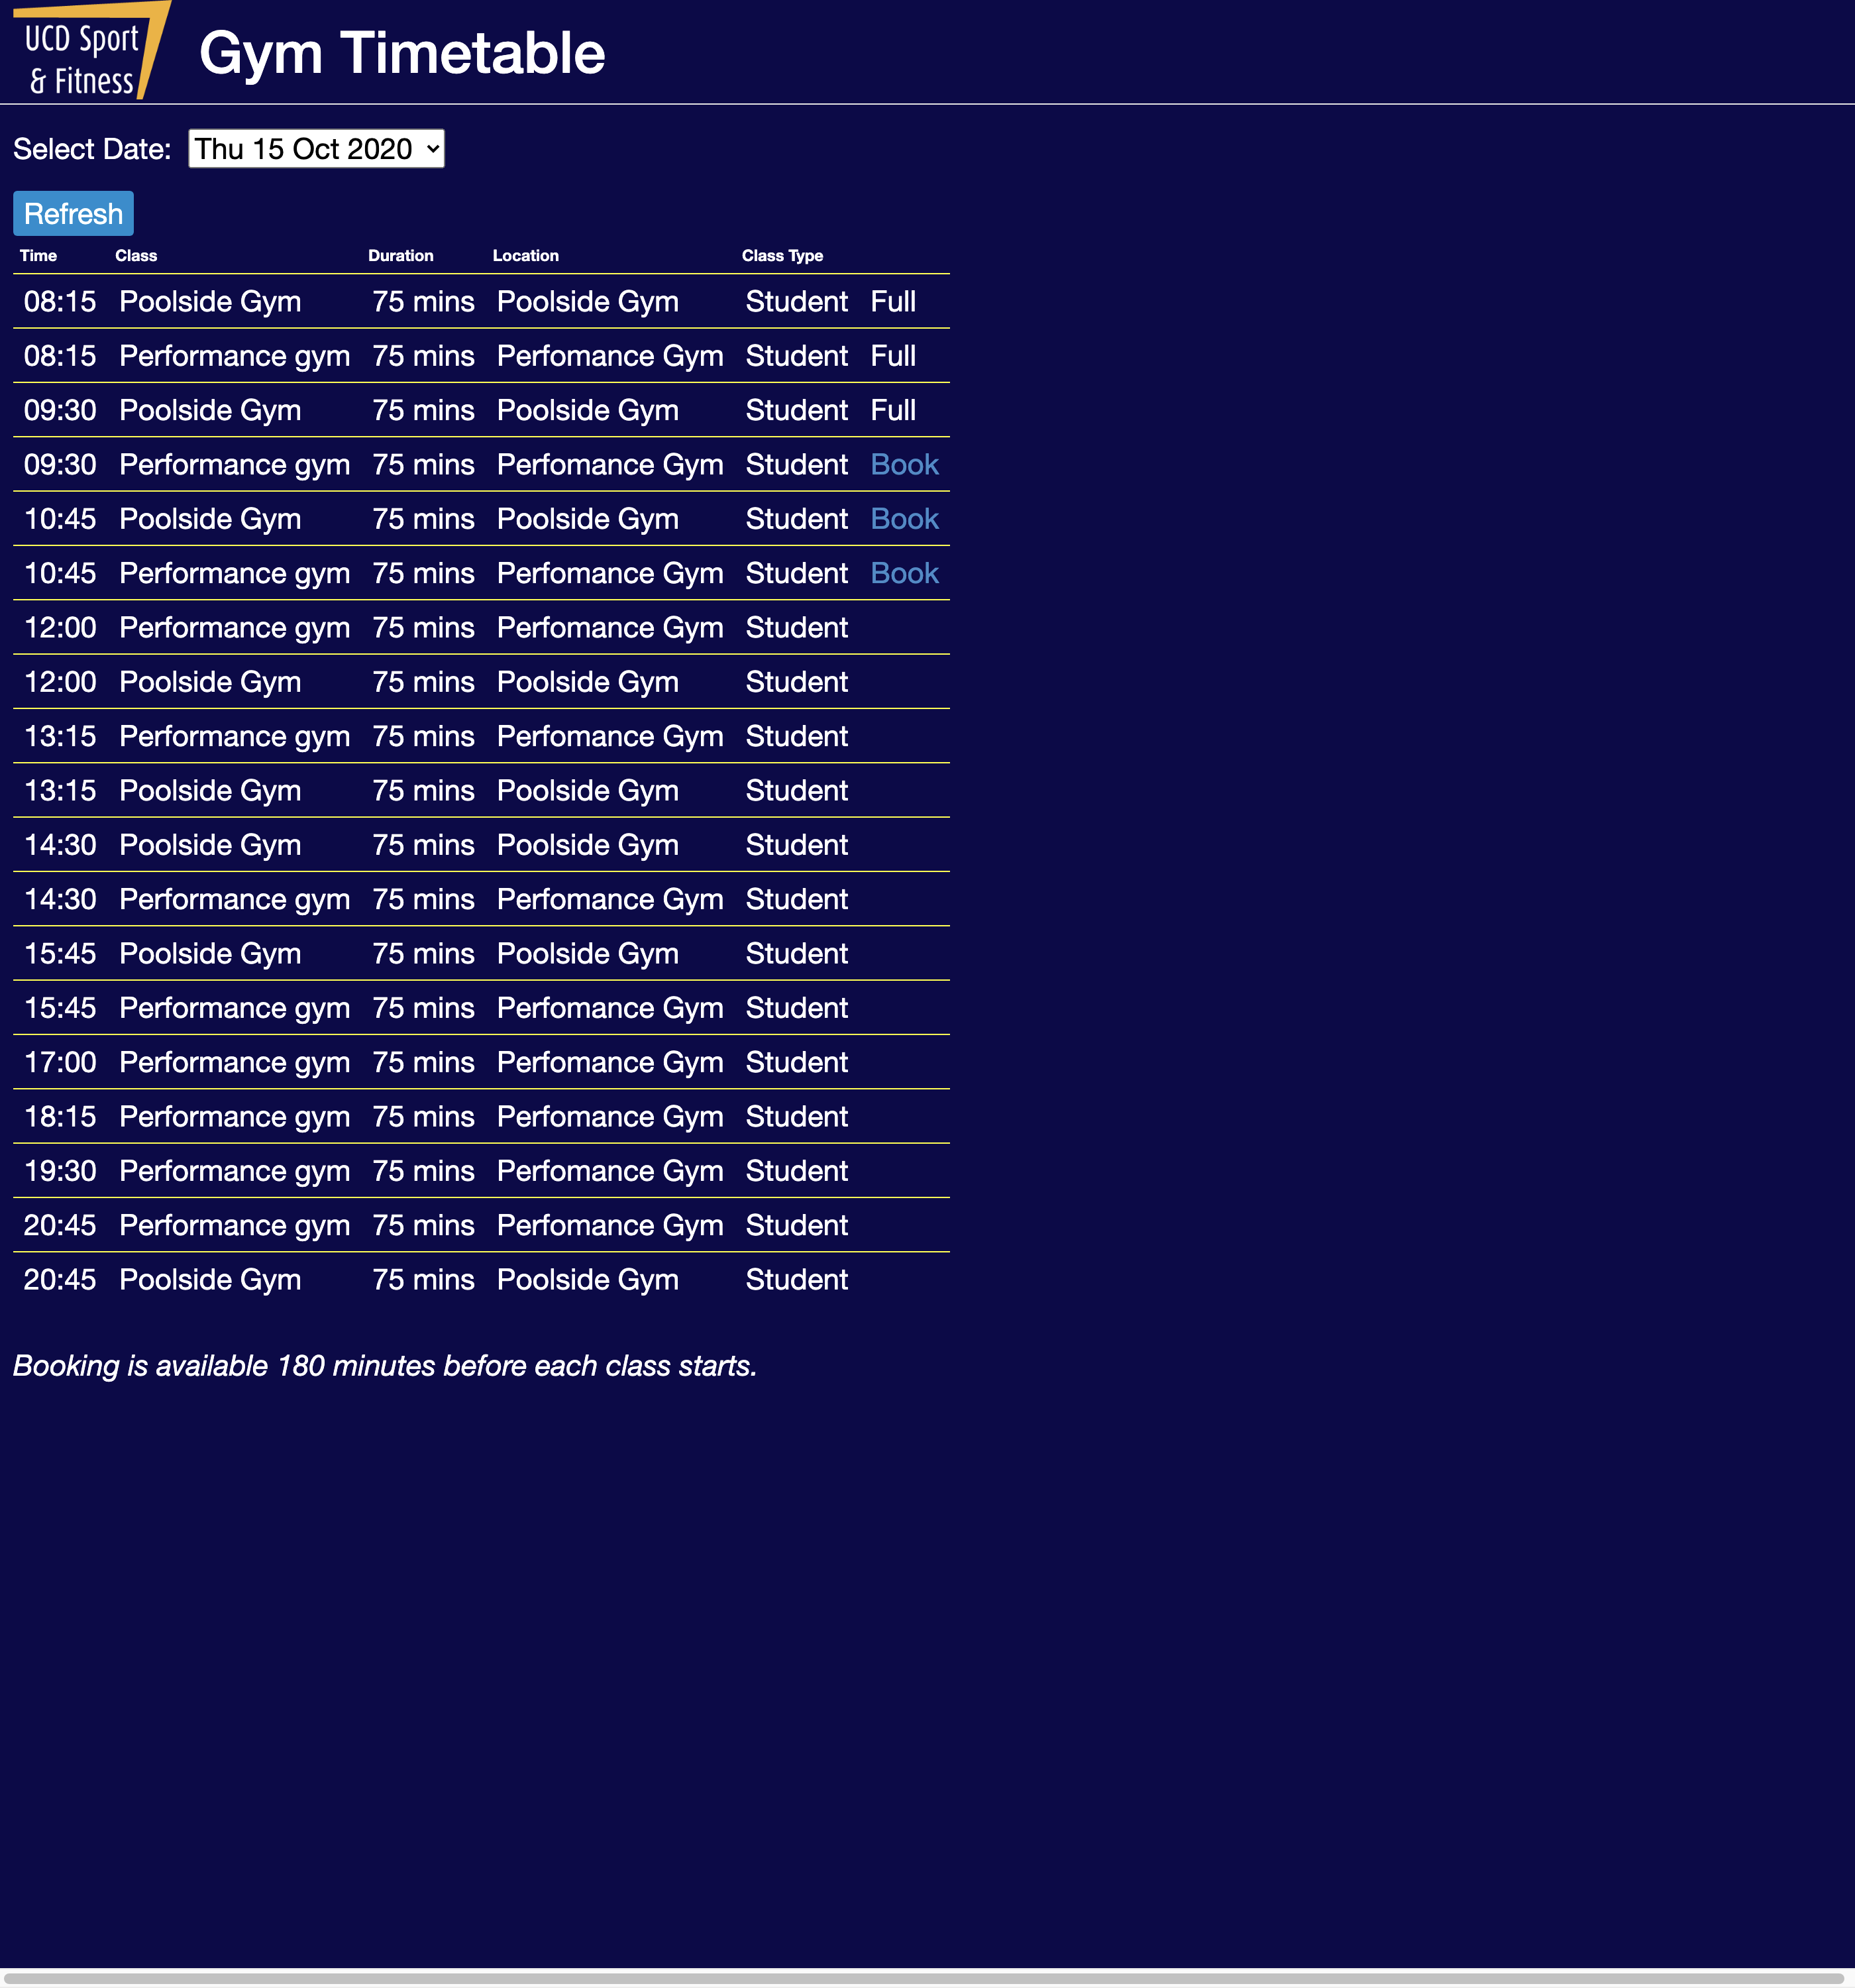 UCD Sport
& Fitness
Gym Timetable
Select Date: Thu 15 Oct 2020
Refresh
Time Class Duration Location Class Type
08:15 Poolside Gym 75 mins Poolside Gym Student Full
08:15 Performance gym 75 mins Perfomance Gym Student Full
09:30 Poolside Gym 75 mins Poolside Gym Student Full
09:30 Performance gym 75 mins Perfomance Gym Student Book
10:45 Poolside Gym 75 mins Poolside Gym Student Book
10:45 Performance gym 75 mins Perfomance Gym Student Book
12:00 Performance gym 75 mins Perfomance Gym Student
12:00 Poolside Gym 75 mins Poolside Gym Student
13:15 Performance gym 75 mins Perfomance Gym Student
13:15 Poolside Gym 75 mins Poolside Gym Student
14:30 Poolside Gym 75 mins Poolside Gym Student
14:30 Performance gym 75 mins Perfomance Gym Student
15:45 Poolside Gym 75 mins Poolside Gym Student
15:45 Performance gym 75 mins Perfomance Gym Student
17:00 Performance gym 75 mins Perfomance Gym Student
18:15 Performance gym 75 mins Perfomance Gym Student
19:30 Performance gym 75 mins Perfomance Gym Student
20:45 Performance gym 75 mins Perfomance Gym Student
20:45 Poolside Gym 75 mins Poolside Gym Student
Booking is available 180 minutes before each class starts.